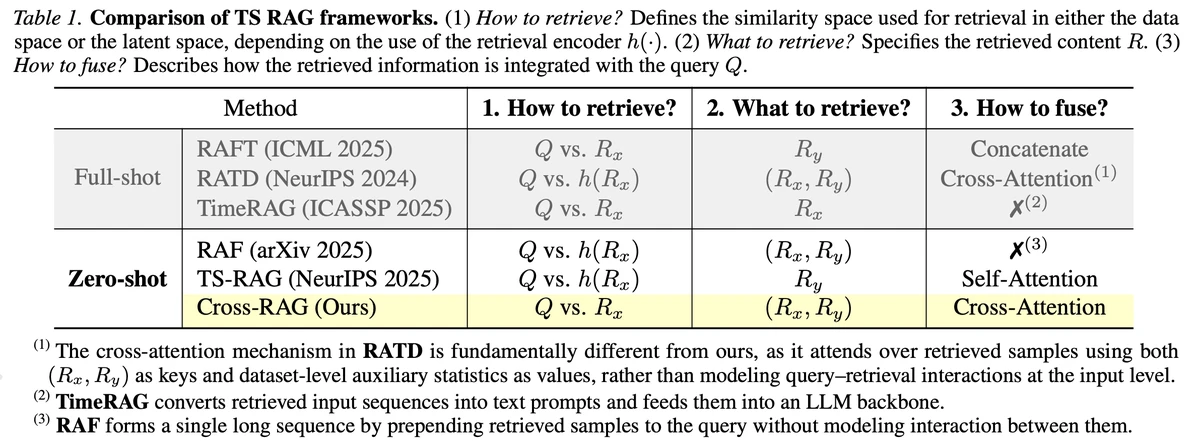 Table 1. Comparison of TS RAG frameworks. (1) How to retrieve? Defines the similarity space used for retrieval in either the data
space or the latent space, depending on the use of the retrieval encoder h(·). (2) What to retrieve? Specifies the retrieved content R. (3)
How to fuse? Describes how the retrieved information is integrated with the query Q.
Method 1. How to retrieve? 2. What to retrieve? 3. How to fuse?
RAFT (ICML 2025) Q vs. Rx Ry Concatenate
Full-shot RATD (NeurIPS 2024) Q vs. h(Rx) (Rx, Ry) Cross-Attention(1)
TimeRAG (ICASSP 2025) Q vs. Rx Rx ✗(2)
RAF (arXiv 2025) Q vs. h(Rx) (Rx, Ry) ✗(3)
Zero-shot TS-RAG (NeurIPS 2025) Q vs. h(Rx) Ry Self-Attention
Cross-RAG (Ours) Q vs. Rx (Rx, Ry) Cross-Attention
(1) The cross-attention mechanism in RATD is fundamentally different from ours, as it attends over retrieved samples using both
(Rx, Ry) as keys and dataset-level auxiliary statistics as values, rather than modeling query–retrieval interactions at the input level.
(2) TimeRAG converts retrieved input sequences into text prompts and feeds them into an LLM backbone.
(3) RAF forms a single long sequence by prepending retrieved samples to the query without modeling interaction between them.